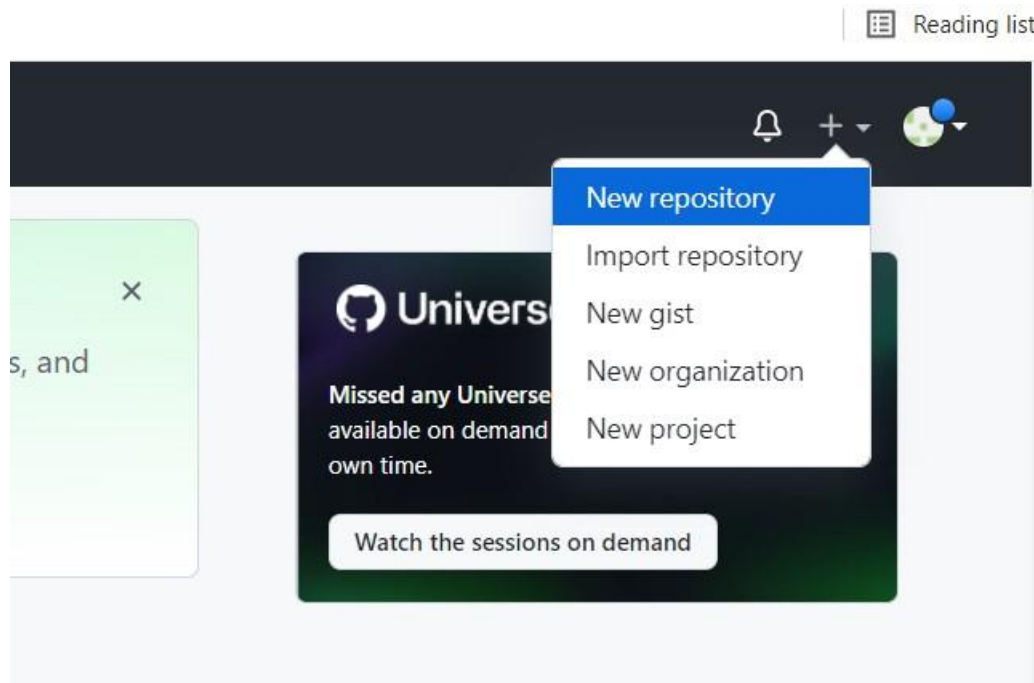 Reading list
New repository
Import repository
New gist
New organization
New project
s, and
Univers
Missed any Universe
available on demand
own time.
Watch the sessions on demand